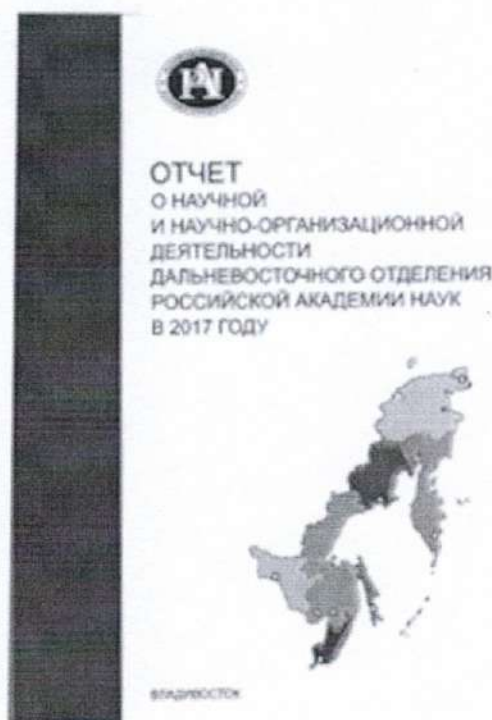 ОТЧЕТ
О НАУЧНОЙ
И НАУЧНО-ОРГАНИЗАЦИОННОЙ
ДЕЯТЕЛЬНОСТИ
ДАЛЬНЕВОСТОЧНОГО ОТДЕЛЕНИЯ
РОССИЙСКОЙ АКАДЕМИИ НАУК
В 2017 ГОДУ
ВЛАДИВОСТОК